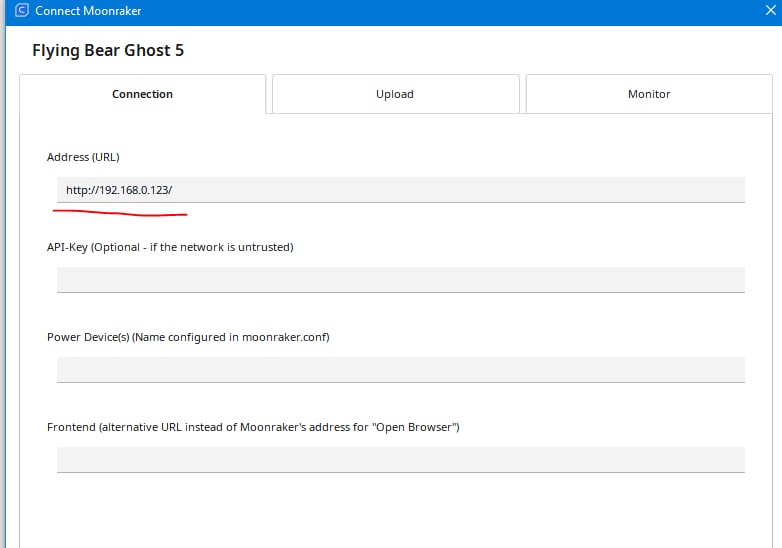 Connect Moonraker
Flying Bear Ghost 5
Connection
Upload
Monitor
Address (URL)
http://192.168.0.123/
API-Key (Optional - if the network is untrusted)
Power Device(s) (Name configured in moonraker.conf)
Frontend (alternative URL instead of Moonraker's address for "Open Browser")